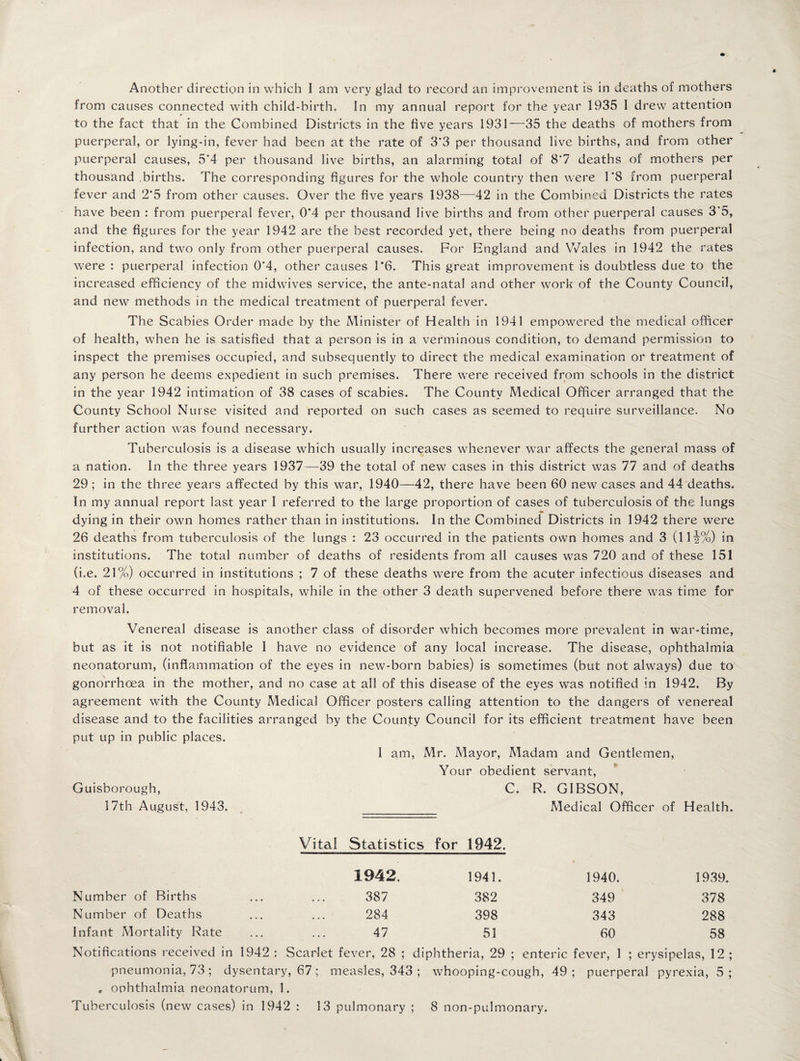 Another direction in which I am very glad to record an improvement is in deaths of mothers
from causes connected with child-birth. In my annual report for the year 1935 I drew attention
to the fact that in the Combined Districts in the five years 1931—35 the deaths of mothers from
puerperal, or lying-in, fever had been at the rate of 3·3 per thousand live births, and from other
puerperal causes, 5·4 per thousand live births, an alarming total of 8·7 deaths of mothers per
thousand births. The corresponding figures for the whole country then were 1·8 from puerperal
fever and 2·5 from other causes. Over the five years 1938—42 in the Combined Districts the rates
have been : from puerperal fever, 0·4 per thousand live births and from other puerperal causes 3·5,
and the figures for the year 1942 are the best recorded yet, there being no deaths from puerperal
infection, and two only from other puerperal causes. For England and Wales in 1942 the rates
were : puerperal infection 0·4, other causes 1·6. This great improvement is doubtless due to the
increased efficiency of the midwives service, the ante-natal and other work of the County Council,
and new methods in the medical treatment of puerperal fever.
The Scabies Order made by the Minister of Health in 1941 empowered the medical officer
of health, when he is satisfied that a person is in a verminous condition, to demand permission to
inspect the premises occupied, and subsequently to direct the medical examination or treatment of
any person he deems expedient in such premises. There were received from schools in the district
in the year 1942 intimation of 38 cases of scabies. The County Medical Officer arranged that the
County School Nurse visited and reported on such cases as seemed to require surveillance. No
further action was found necessary.
Tuberculosis is a disease which usually increases whenever war affects the general mass of
a nation. In the three years 1937—39 the total of new cases in this district was 77 and of deaths
29 ; in the three years affected by this war, 1940—42, there have been 60 new cases and 44 deaths.
In my annual report last year I referred to the large proportion of cases of tuberculosis of the lungs
dying in their own homes rather than in institutions. In the Combined Districts in 1942 there were
26 deaths from tuberculosis of the lungs : 23 occurred in the patients own homes and 3 (11½%) in
institutions. The total number of deaths of residents from all causes was 720 and of these 151
(i.e. 21%) occurred in institutions ; 7 of these deaths were from the acuter infectious diseases and
4 of these occurred in hospitals, while in the other 3 death supervened before there was time for
removal.
Venereal disease is another class of disorder which becomes more prevalent in war-time,
but as it is not notifiable I have no evidence of any local increase. The disease, ophthalmia
neonatorum, (inflammation of the eyes in new-born babies) is sometimes (but not always) due to
gonorrhœa in the mother, and no case at all of this disease of the eyes was notified in 1942. By
agreement with the County Medical Officer posters calling attention to the dangers of venereal
disease and to the facilities arranged by the County Council for its efficient treatment have been
put up in public places.
I am, Mr. Mayor, Madam and Gentlemen,
Your obedient servant,
Guisborough, C. R. GIBSON,
17th August, 1943. Medical Officer of Health.
Vital Statistics for 1942.
1942. 1941. 1940. 1939.
Number of Births ... ... 387 382 349 378
Number of Deaths ... ... 284 398 343 288
Infant Mortality Rate ... ... 47 51 60 58
Notifications received in 1942 : Scarlet fever, 28 ; diphtheria, 29 ; enteric fever, 1 ; erysipelas, 12 ;
pneumonia, 73 ; dysentary, 67 ; measles, 343 ; whooping-cough, 49 ; puerperal pyrexia, 5 ;
ophthalmia neonatorum, 1.
Tuberculosis (new cases) in 1942 : 13 pulmonary ; 8 non-pulmonary.